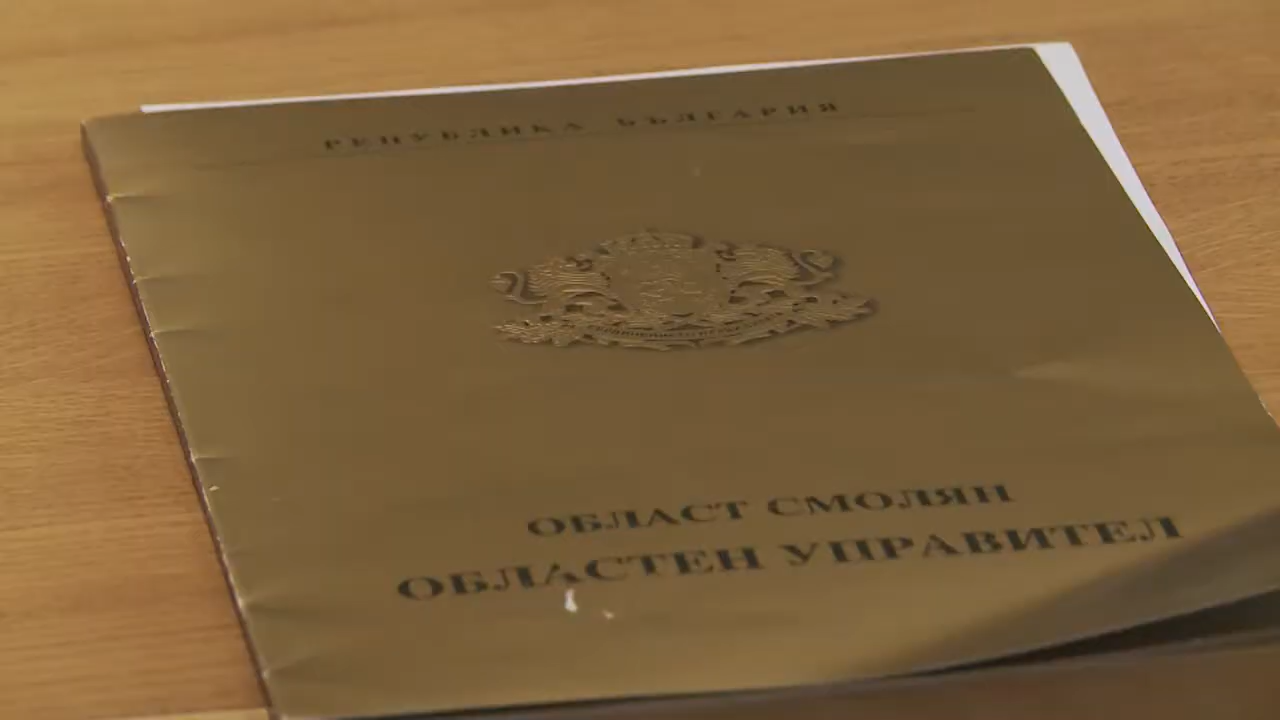 РЕПУБЛИКА БЪЛГАРИЯ
ОБЛАСТ СМОЛЯН
ОБЛАСТЕН УПРАВИТЕЛ